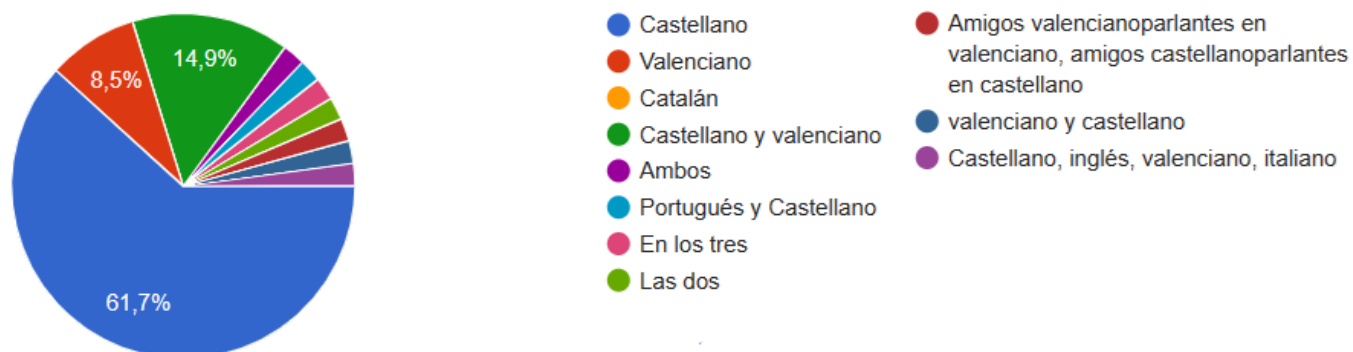 14,9%
8,5%
61,7%
Castellano
Valenciano
Catalán
Castellano y valenciano
Ambos
Portugués y Castellano
En los tres
Las dos
Amigos valencianoparlantes en
valenciano, amigos castellanoparlantes
en castellano
valenciano y castellano
Castellano, inglés, valenciano, italiano